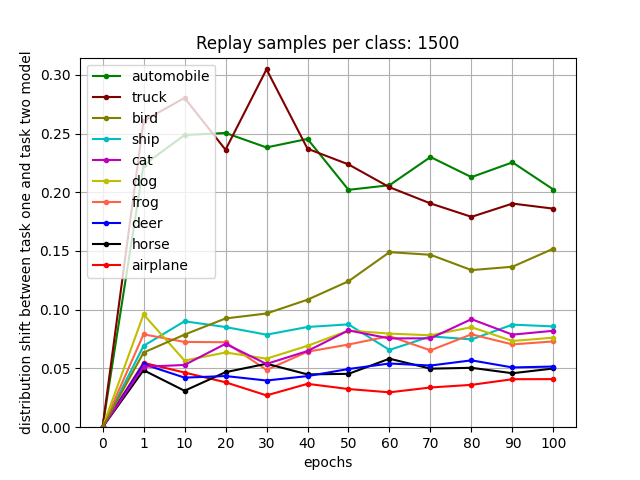 Replay samples per class: 1500
distribution shift between task one and task two model
0.30
0.25
0.20
0.15
0.10
0.05
0.00
automobile
truck
bird
ship
cat
dog
frog
deer
horse
airplane
0 1 10 20 30 40 50 60 70 80 90 100
epochs